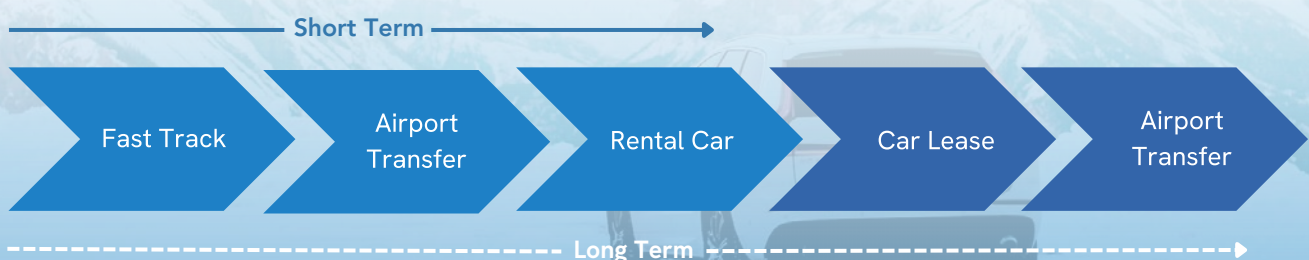 Short Term
Fast Track
Airport
Transfer
Rental Car
Car Lease
Airport
Transfer
Long Term